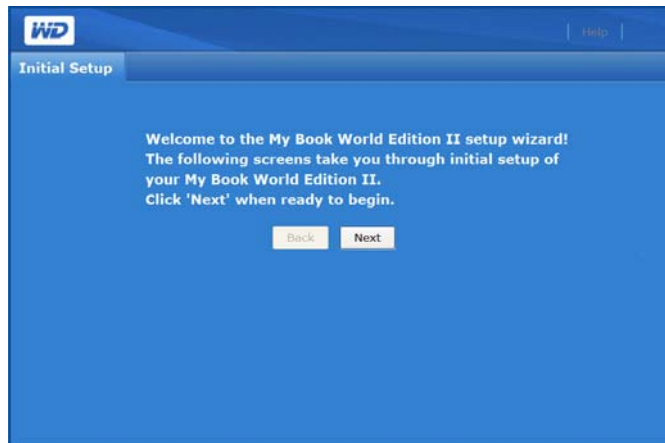 WD
Help
Initial Setup
Welcome to the My Book World Edition II setup wizard!
The following screens take you through initial setup of
your My Book World Edition II.
Click 'Next' when ready to begin.
Back Next